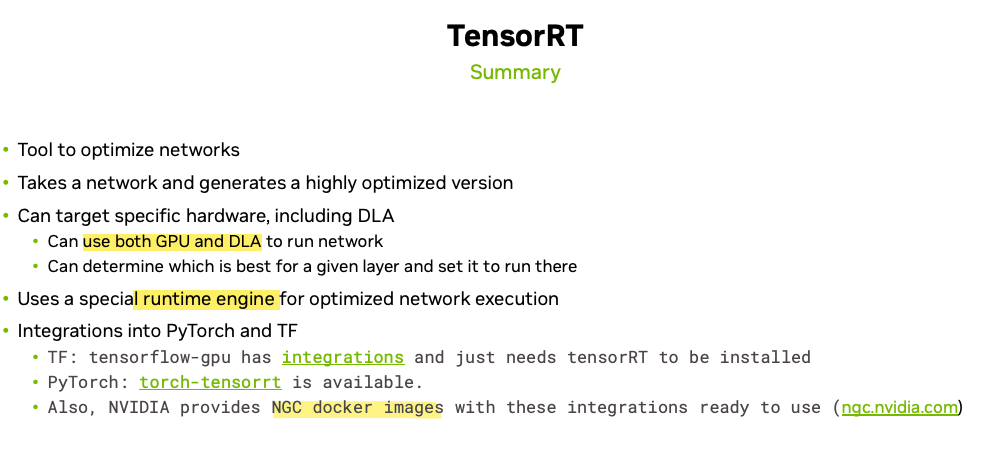 TensorRT
Summary
• Tool to optimize networks
• Takes a network and generates a highly optimized version
• Can target specific hardware, including DLA
• Can use both GPU and DLA to run network
• Can determine which is best for a given layer and set it to run there
• Uses a special runtime engine for optimized network execution
• Integrations into PyTorch and TF
• TF: tensorflow-gpu has integrations and just needs tensorRT to be installed
• PyTorch: torch-tensorrt is available.
• Also, NVIDIA provides NGC docker images with these integrations ready to use (ngc.nvidia.com)